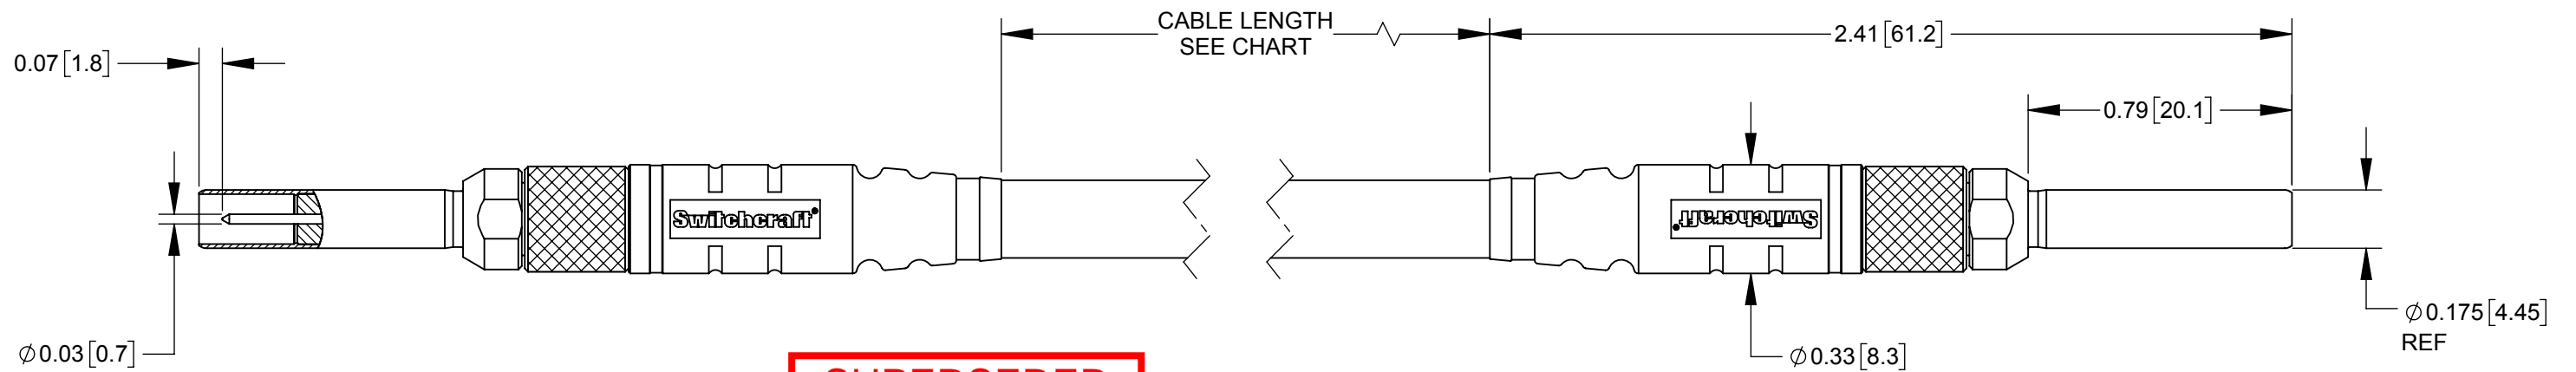 CABLE LENGTH
SEE CHART
2.41[61.2]
0.07[1.8]
0.79[20.1]
Switchcraft®
Switchcraft®
⌀0.175[4.45]
REF
⌀0.03[0.7]
⌀0.33[8.3]
SUPERSEDED